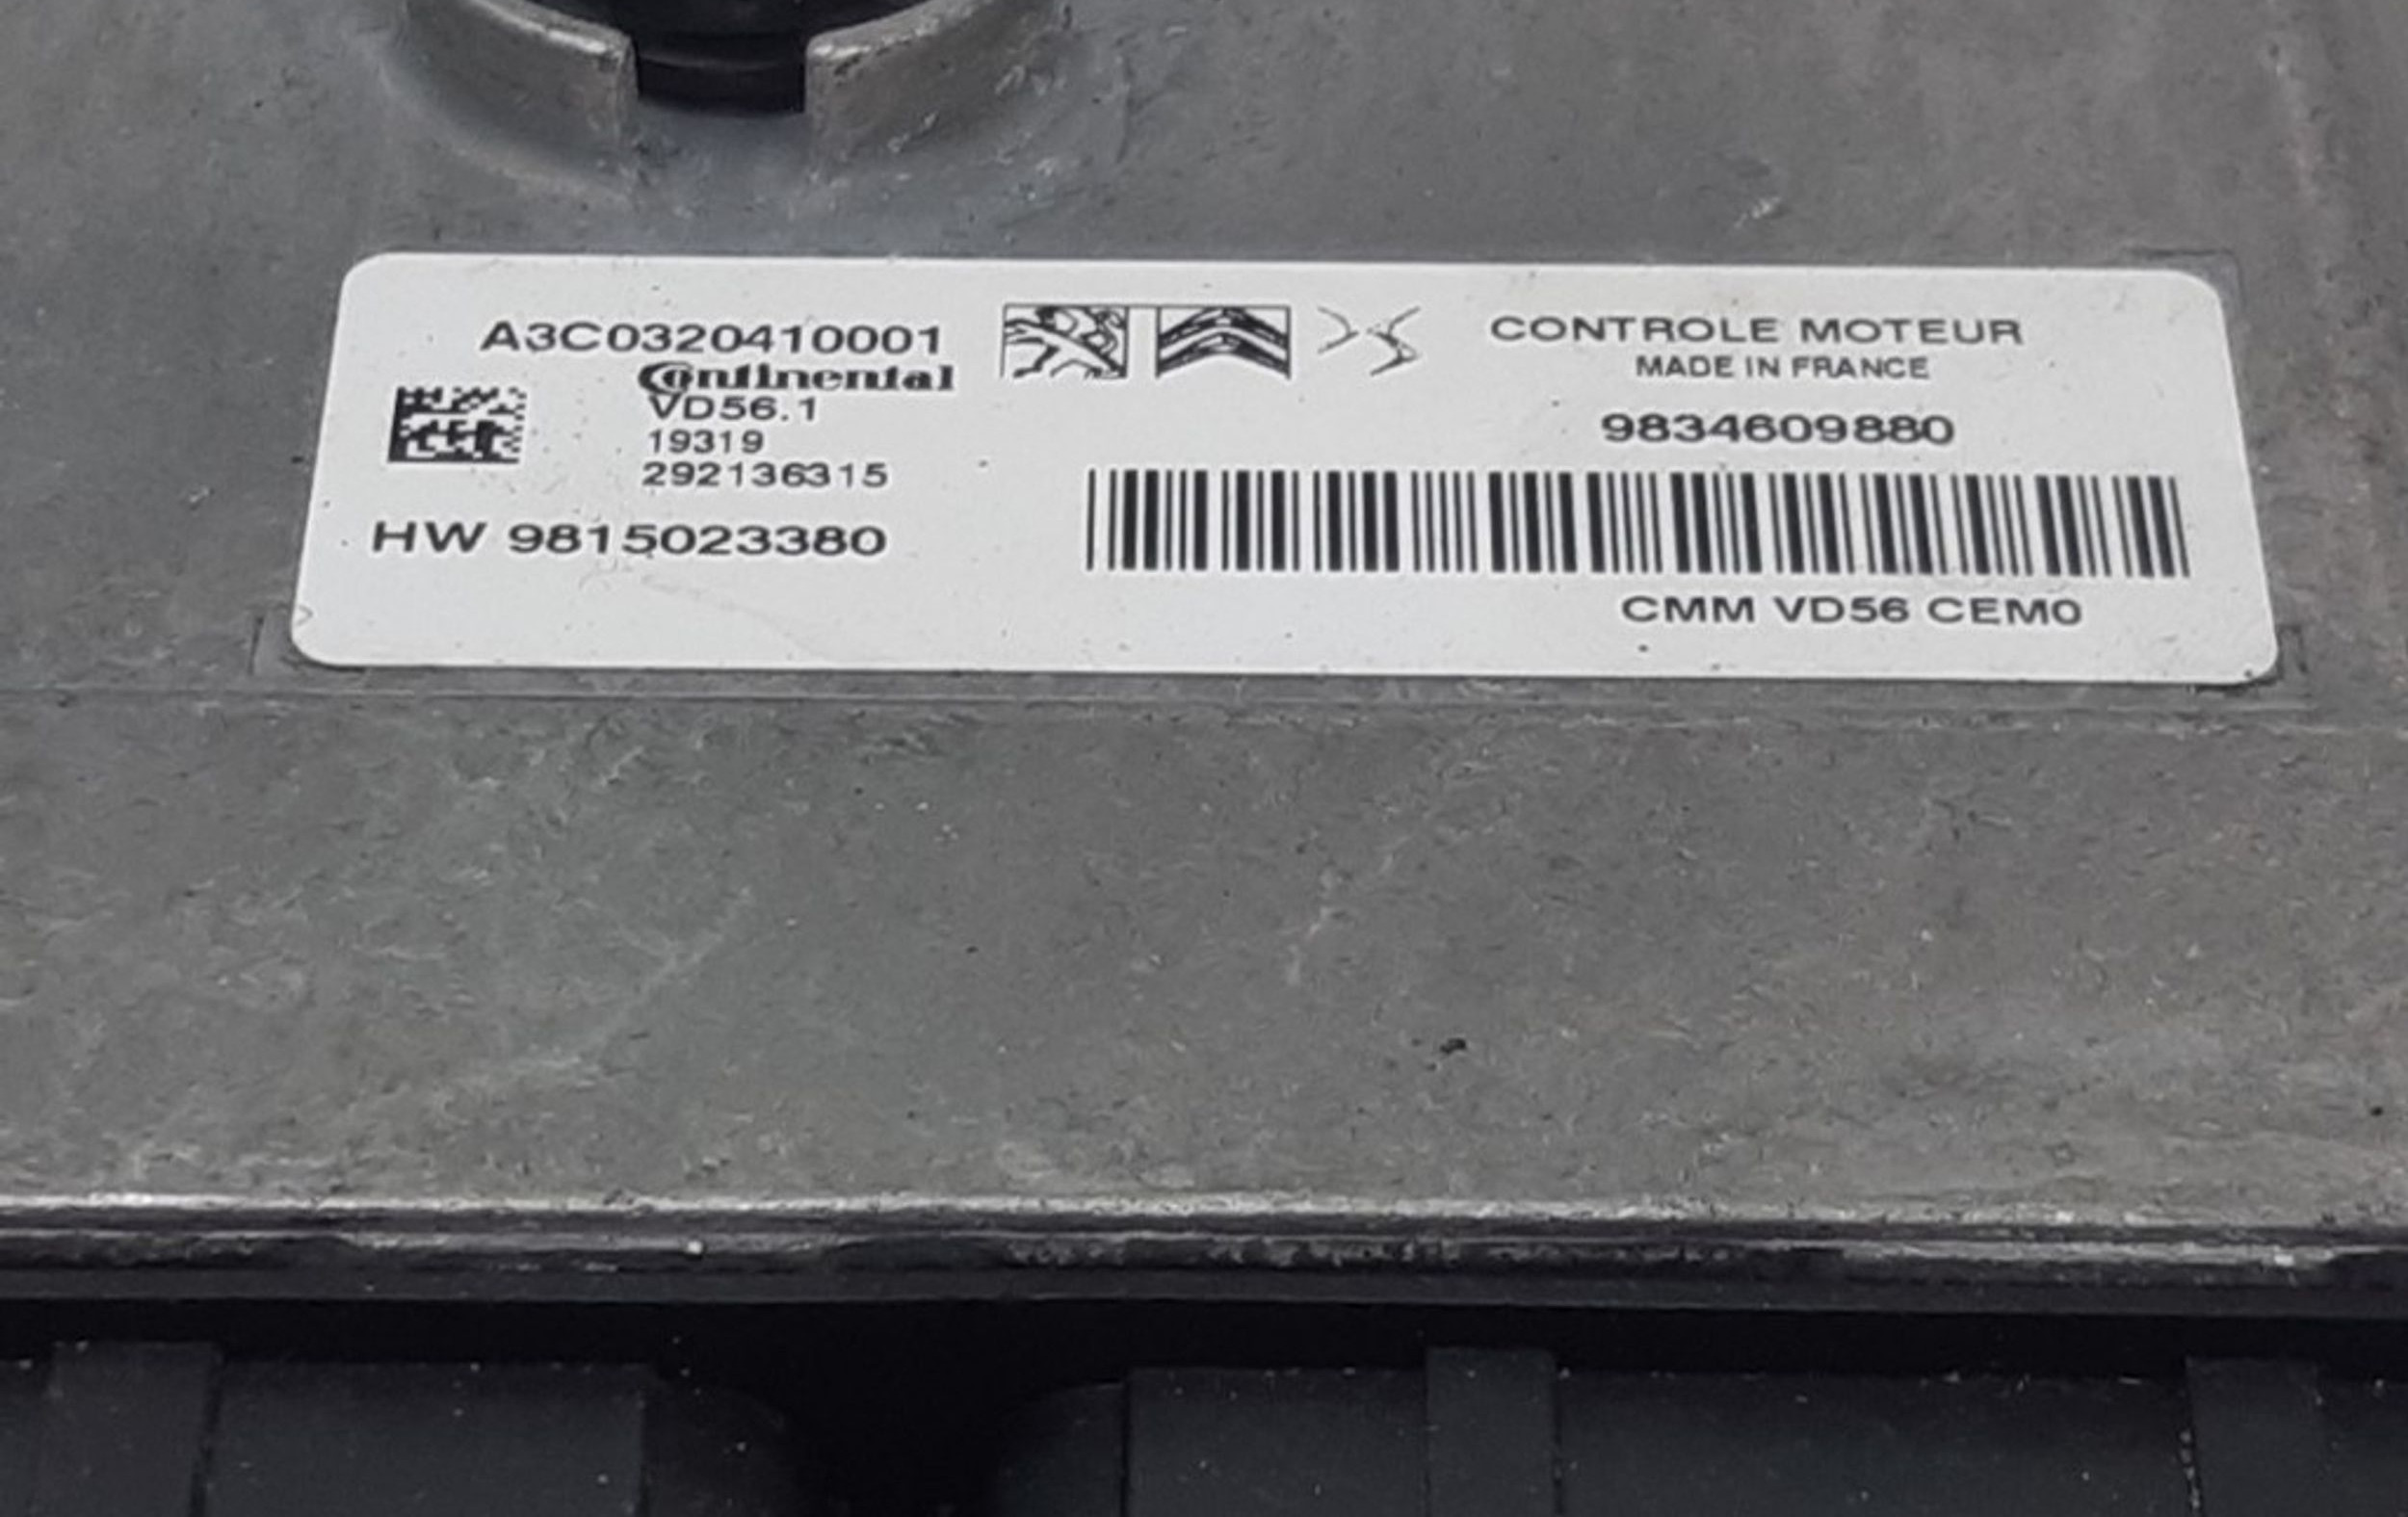 A3C0320410001
Continental
VD56.1
19319
292136315
HW 9815023380
CONTROLE MOTEUR
MADE IN FRANCE
9834609880
CMM VD56 CEM0